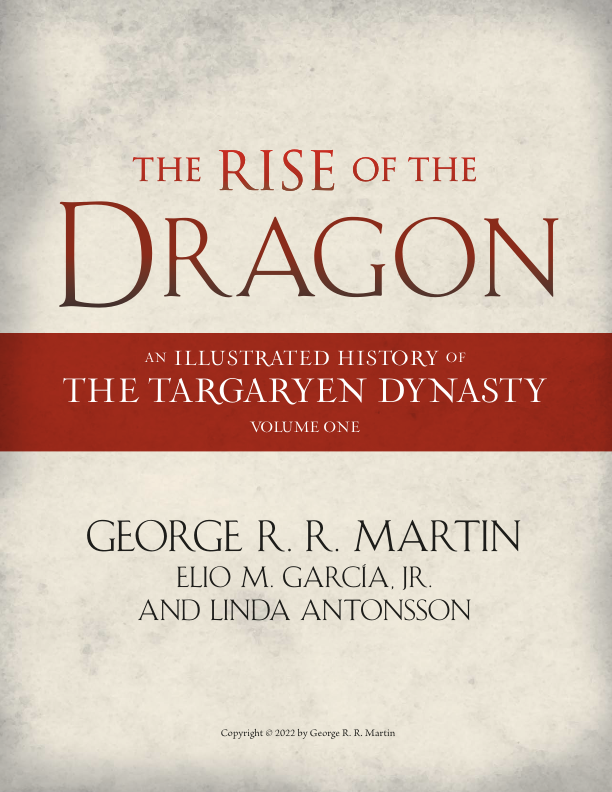 THE RISE OF THE
DRAGON
AN ILLUSTRATED HISTORY OF
THE TARGARYEN DYNASTY
VOLUME ONE
GEORGE R. R. MARTIN
ELIO M. GARCÍA, JR.
AND LINDA ANTONSSON
Copyright © 2022 by George R. R. Martin